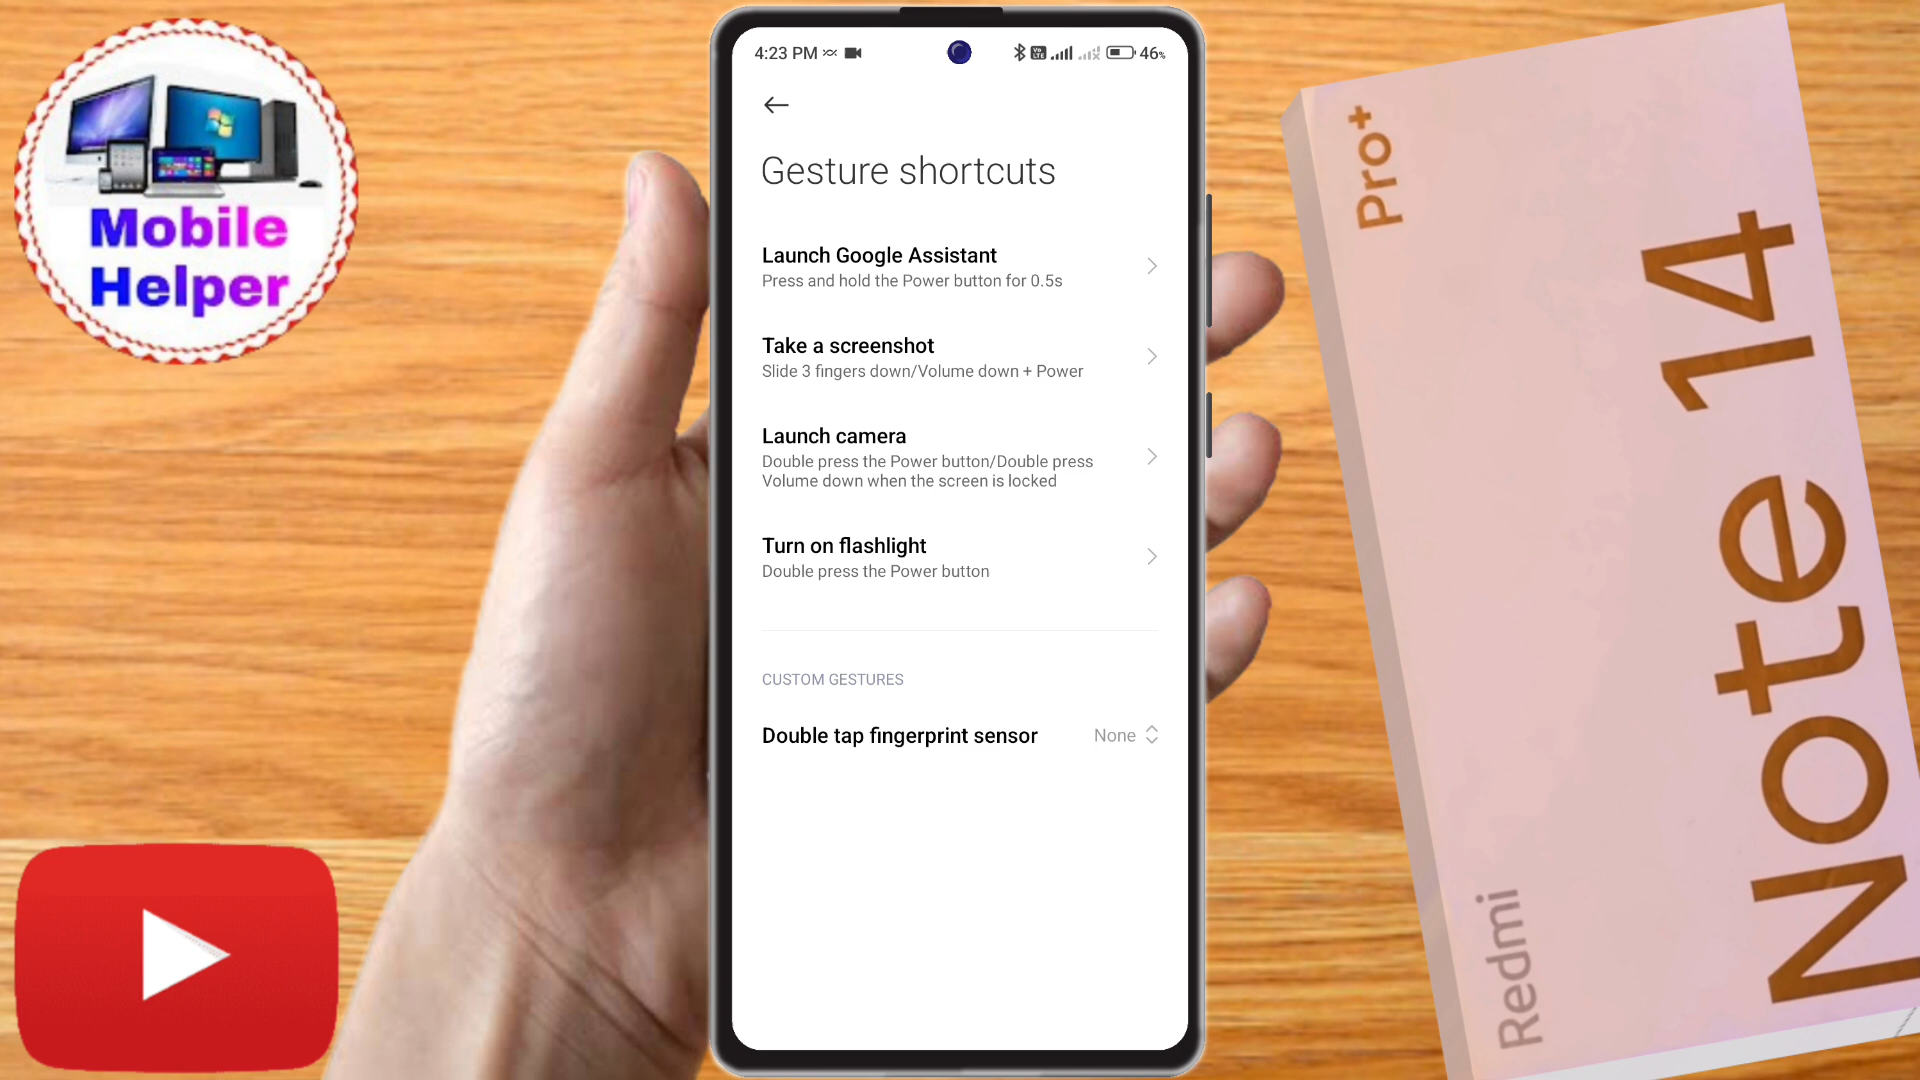 Mobile
Helper
4:23 PM
Vo
LTE
46%
Gesture shortcuts
Launch Google Assistant
Press and hold the Power button for 0.5s
Take a screenshot
Slide 3 fingers down/Volume down + Power
Launch camera
Double press the Power button/Double press
Volume down when the screen is locked
Turn on flashlight
Double press the Power button
CUSTOM GESTURES
Double tap fingerprint sensor
None
Redmi
Note 14
Pro+